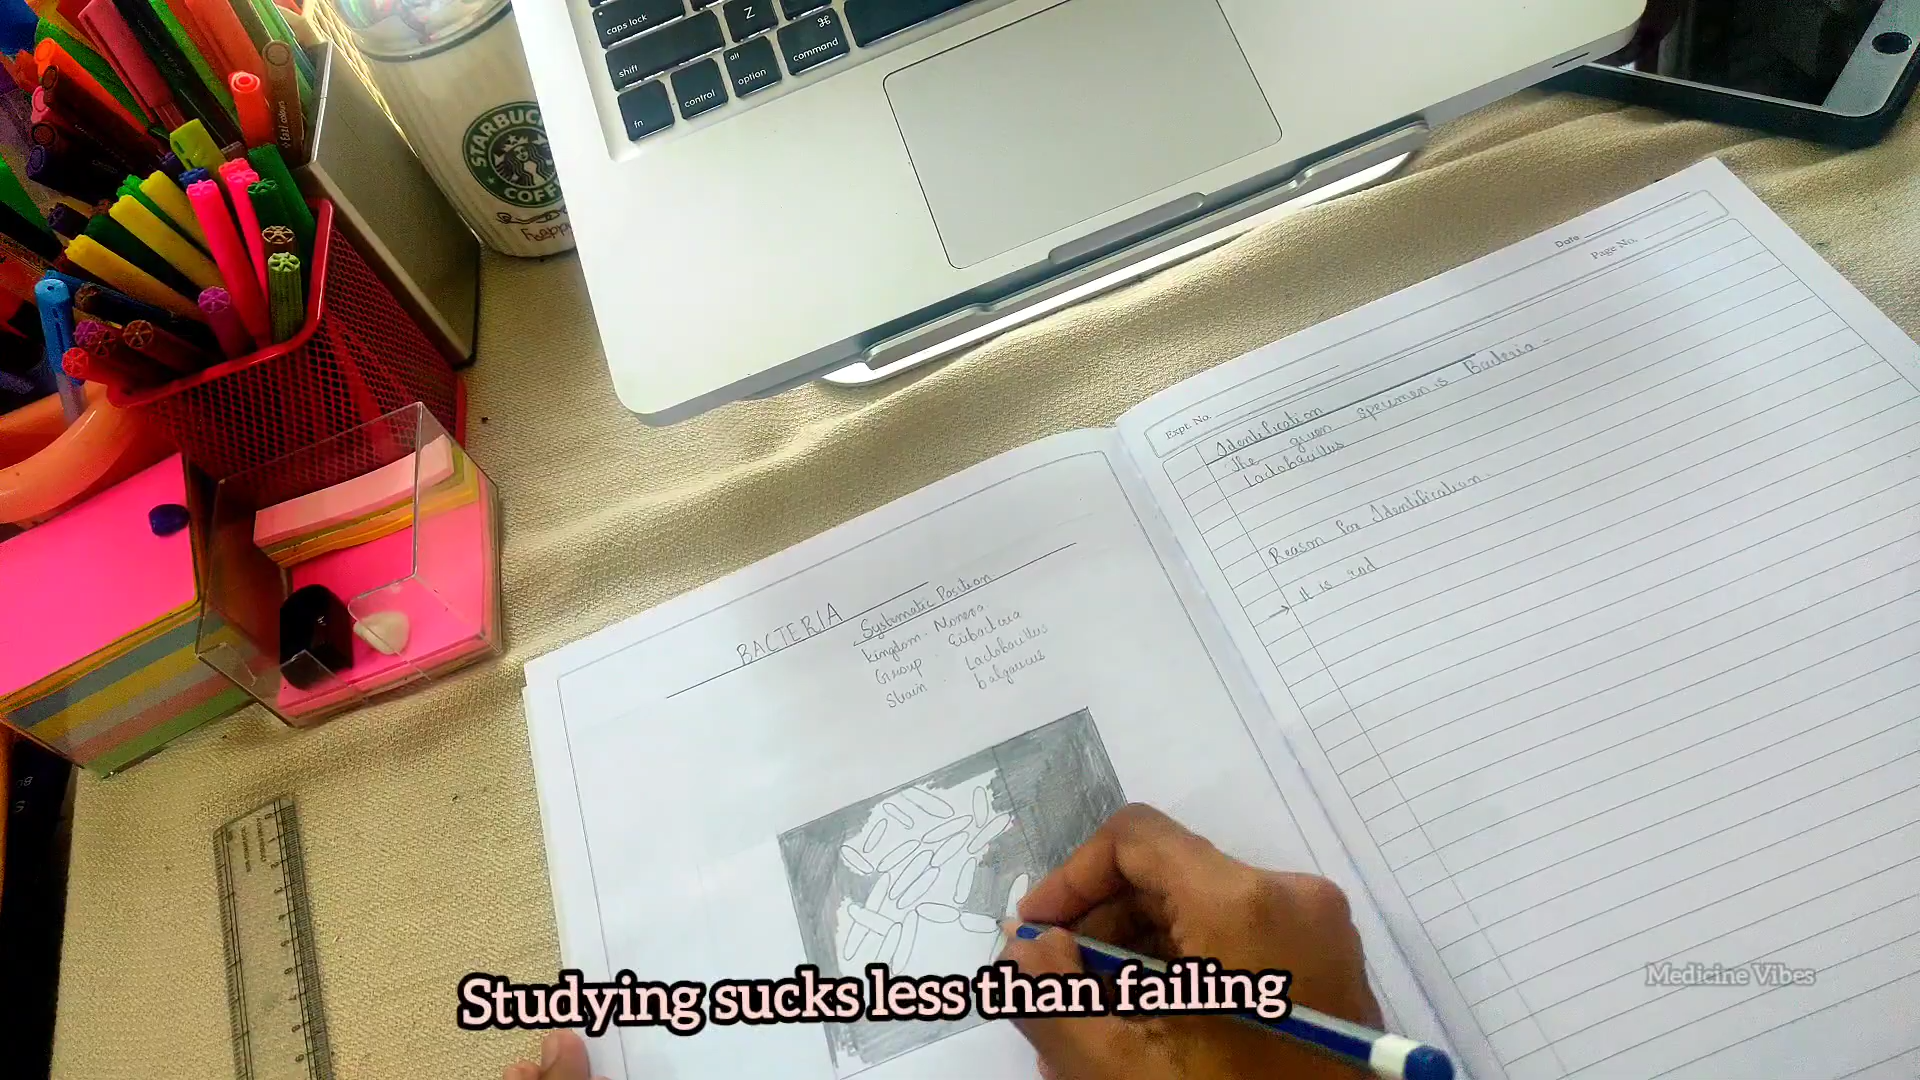 caps lock
Z
⌘
shift
alt
command
option
control
fn
STARBUCKS
COFFEE
Date
Page No.
Expt. No.
Identification
The given specimen is Bacteria -
Lactobacillus
Reason for Identification.
→ It is rod
BACTERIA
Systematic Position
Kingdom. Monera
Group . Eubacteria
Strain . Lactobacillus
bulgaricus
Studying sucks less than failing
Medicine Vibes